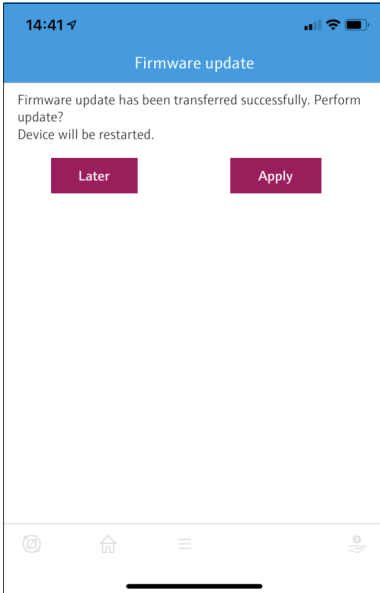 14:41
Firmware update
Firmware update has been transferred successfully. Perform
update?
Device will be restarted.
Later
Apply